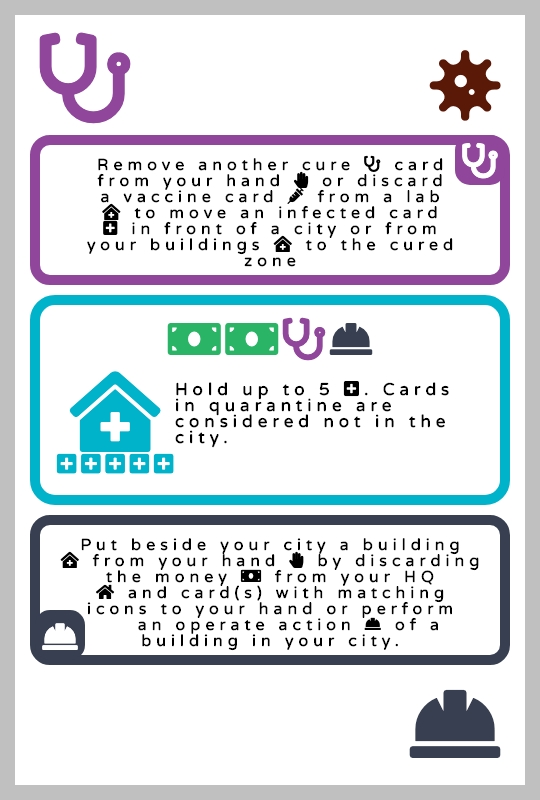 Remove another cure card
from your hand or discard
a vaccine card from a lab
to move an infected card
in front of a city or from
your buildings to the cured
zone
Hold up to 5 . Cards
in quarantine are
considered not in the
city.
Put beside your city a building
from your hand by discarding
the money from your HQ
and card(s) with matching
icons to your hand or perform
an operate action of a
building in your city.